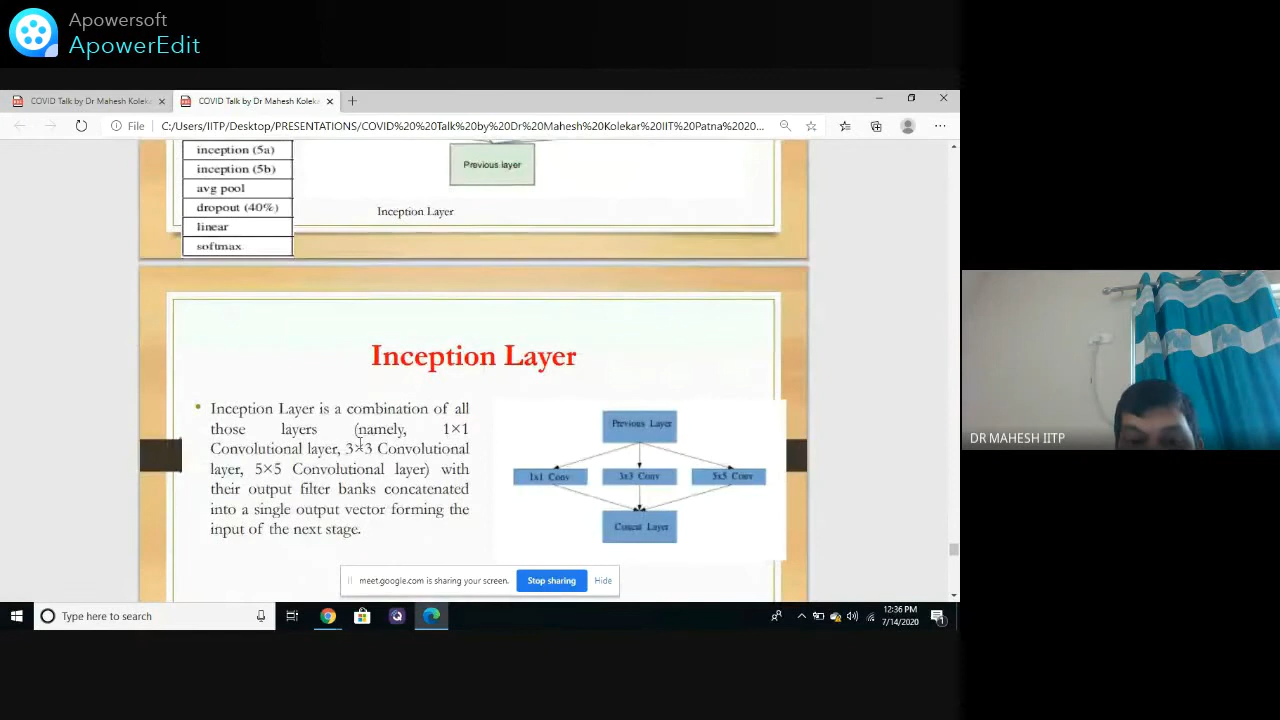 Apowersoft
ApowerEdit
COVID Talk by Dr Mahesh Koleka
COVID Talk by Dr Mahesh Koleka
File
C:/Users/IITP/Desktop/PRESENTATIONS/COVID%20%20Talk%20by%20Dr%20Mahesh%20Kolekar%20IIT%20Patna%2020...
inception (5a)
inception (5b)
avg pool
dropout (40%)
linear
softmax
Previous layer
Inception Layer
Inception Layer
• Inception Layer is a combination of all
those layers (namely, 1×1
Convolutional layer, 3×3 Convolutional
layer, 5×5 Convolutional layer) with
their output filter banks concatenated
into a single output vector forming the
input of the next stage.
Previous Layer
1x1 Conv
3x3 Conv
5x5 Conv
Concat Layer
meet.google.com is sharing your screen.
Stop sharing
Hide
DR MAHESH IITP
Type here to search
12:36 PM
7/14/2020